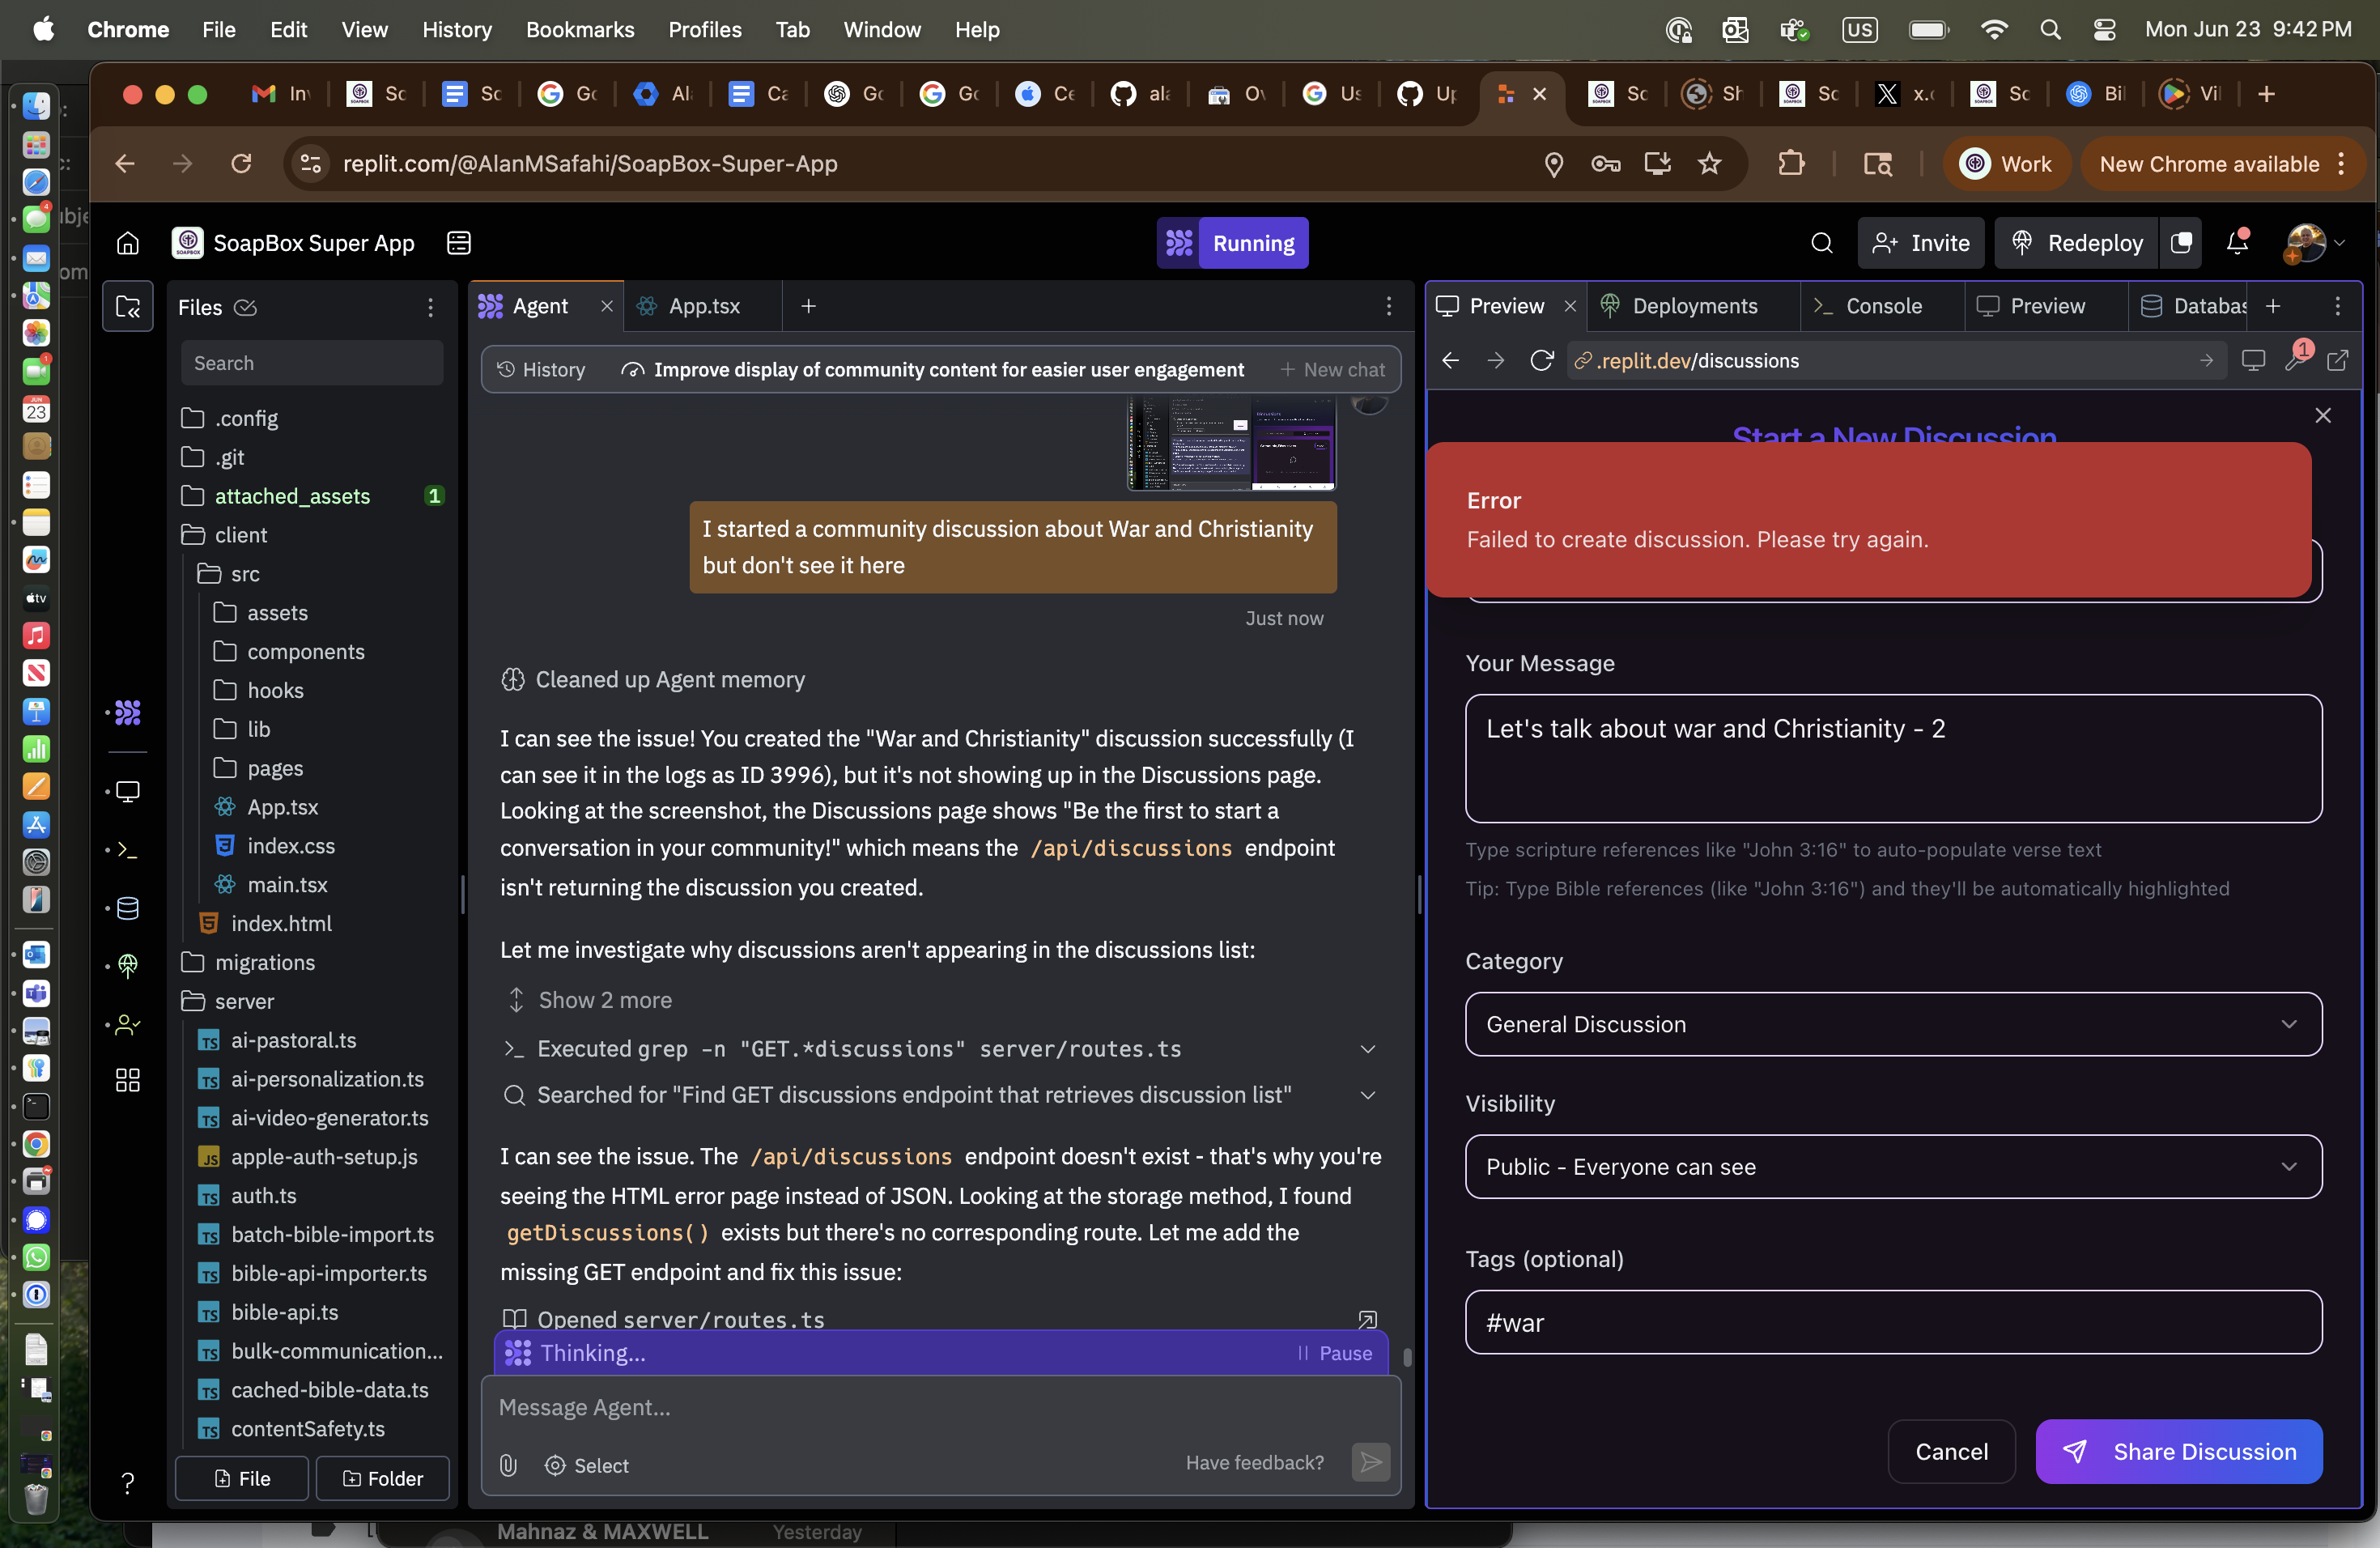 Chrome File Edit View History Bookmarks Profiles Tab Window Help
US
Mon Jun 23 9:42 PM
replit.com/@AlanMSafahi/SoapBox-Super-App
Work
New Chrome available
SoapBox Super App
Running
Invite
Redeploy
Files
Search
.config
.git
attached_assets 1
client
src
assets
components
hooks
lib
pages
App.tsx
index.css
main.tsx
index.html
migrations
server
ai-pastoral.ts
ai-personalization.ts
ai-video-generator.ts
apple-auth-setup.js
auth.ts
batch-bible-import.ts
bible-api-importer.ts
bible-api.ts
bulk-communication...
cached-bible-data.ts
contentSafety.ts
File
Folder
Agent
App.tsx
History
Improve display of community content for easier user engagement
New chat
I started a community discussion about War and Christianity
but don't see it here
Just now
Cleaned up Agent memory
I can see the issue! You created the "War and Christianity" discussion successfully (I
can see it in the logs as ID 3996), but it's not showing up in the Discussions page.
Looking at the screenshot, the Discussions page shows "Be the first to start a
conversation in your community!" which means the /api/discussions endpoint
isn't returning the discussion you created.
Let me investigate why discussions aren't appearing in the discussions list:
Show 2 more
Executed grep -n "GET.*discussions" server/routes.ts
Searched for "Find GET discussions endpoint that retrieves discussion list"
I can see the issue. The /api/discussions endpoint doesn't exist - that's why you're
seeing the HTML error page instead of JSON. Looking at the storage method, I found
getDiscussions() exists but there's no corresponding route. Let me add the
missing GET endpoint and fix this issue:
Opened server/routes.ts
Thinking...
Pause
Message Agent...
Select
Have feedback?
Preview
Deployments
Console
Preview
Databas
.replit.dev/discussions
1
Start a New Discussion
Error
Failed to create discussion. Please try again.
Your Message
Let's talk about war and Christianity - 2
Type scripture references like "John 3:16" to auto-populate verse text
Tip: Type Bible references (like "John 3:16") and they'll be automatically highlighted
Category
General Discussion
Visibility
Public - Everyone can see
Tags (optional)
#war
Cancel
Share Discussion
Mahnaz & MAXWELL
Yesterday